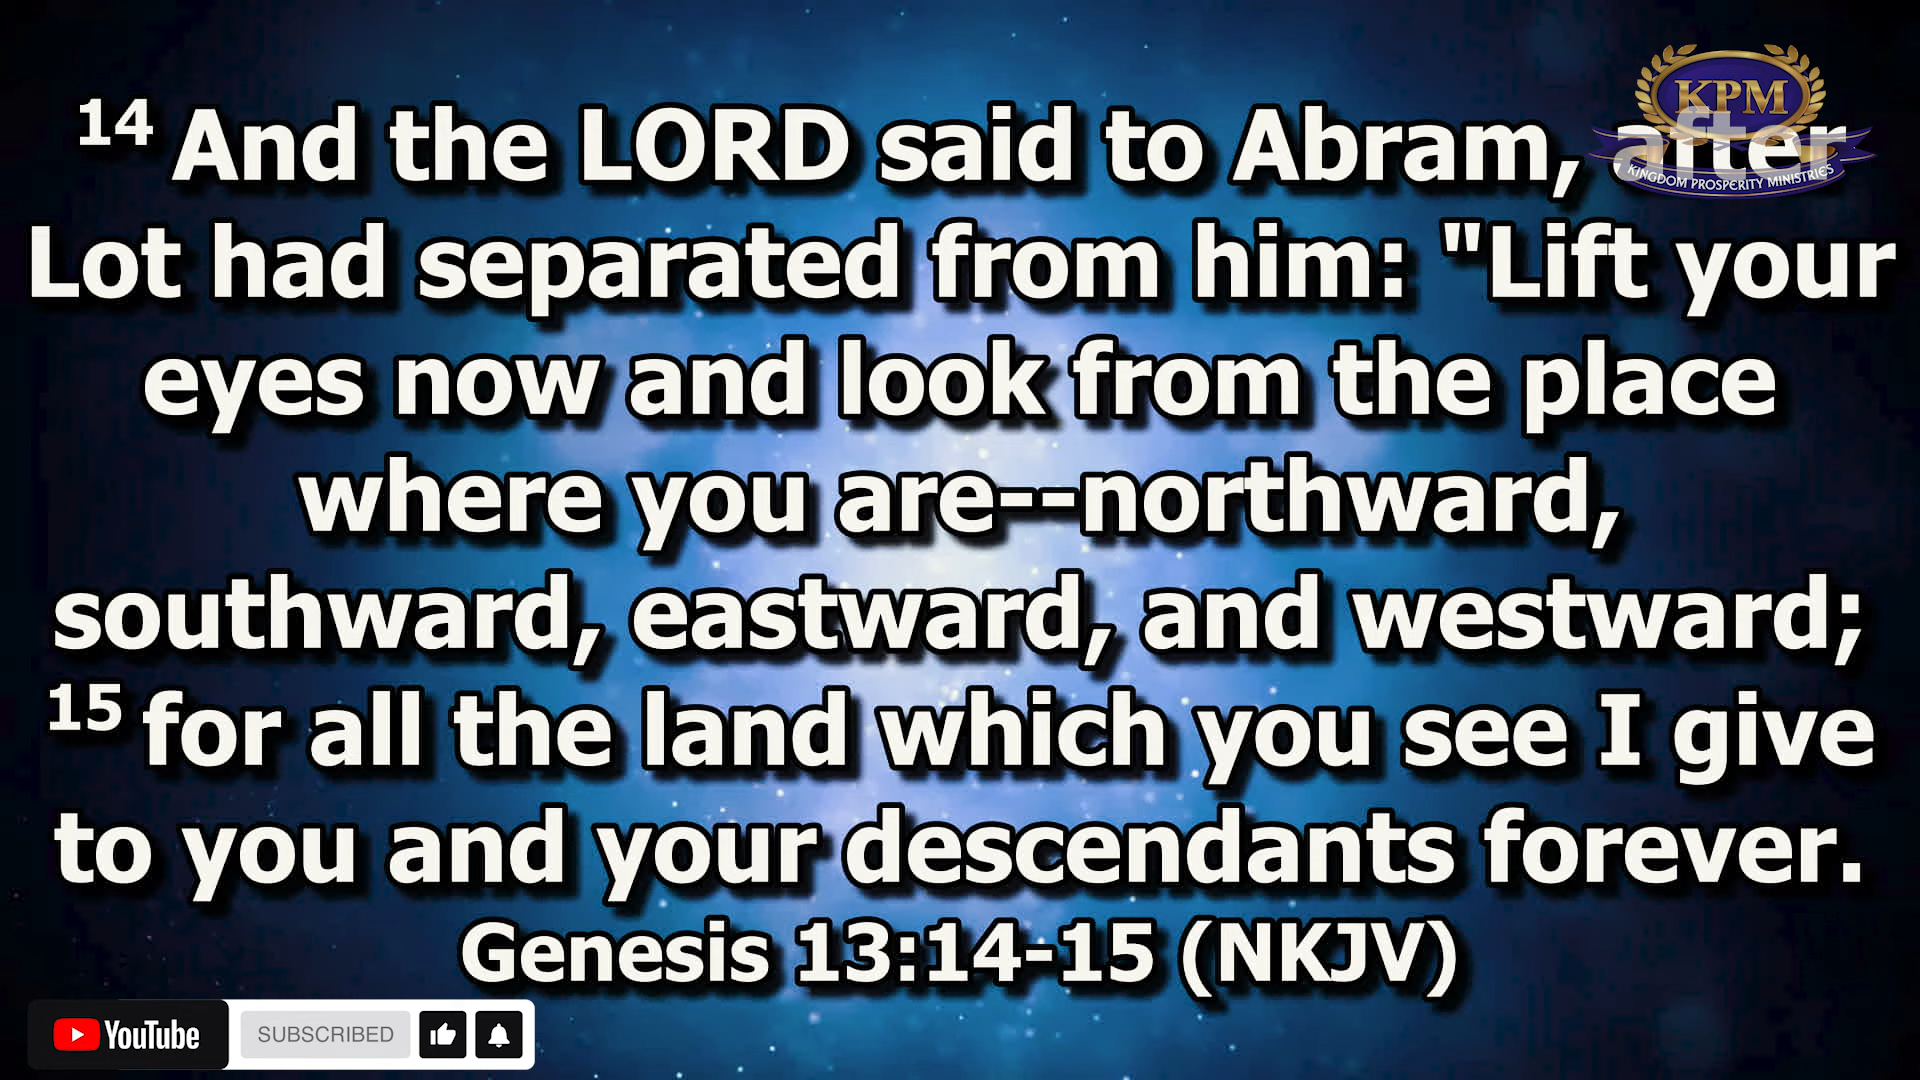 KPM
KINGDOM PROSPERITY MINISTRIES
14 And the LORD said to Abram, after
Lot had separated from him: "Lift your
eyes now and look from the place
where you are--northward,
southward, eastward, and westward;
15 for all the land which you see I give
to you and your descendants forever.
Genesis 13:14-15 (NKJV)
YouTube SUBSCRIBED